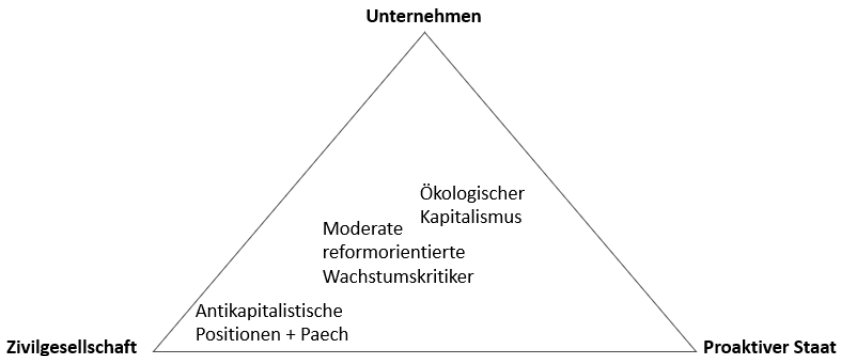 Unternehmen
Ökologischer
Kapitalismus
Moderate
reformorientierte
Wachstumskritiker
Antikapitalistische
Positionen + Paech
Zivilgesellschaft
Proaktiver Staat